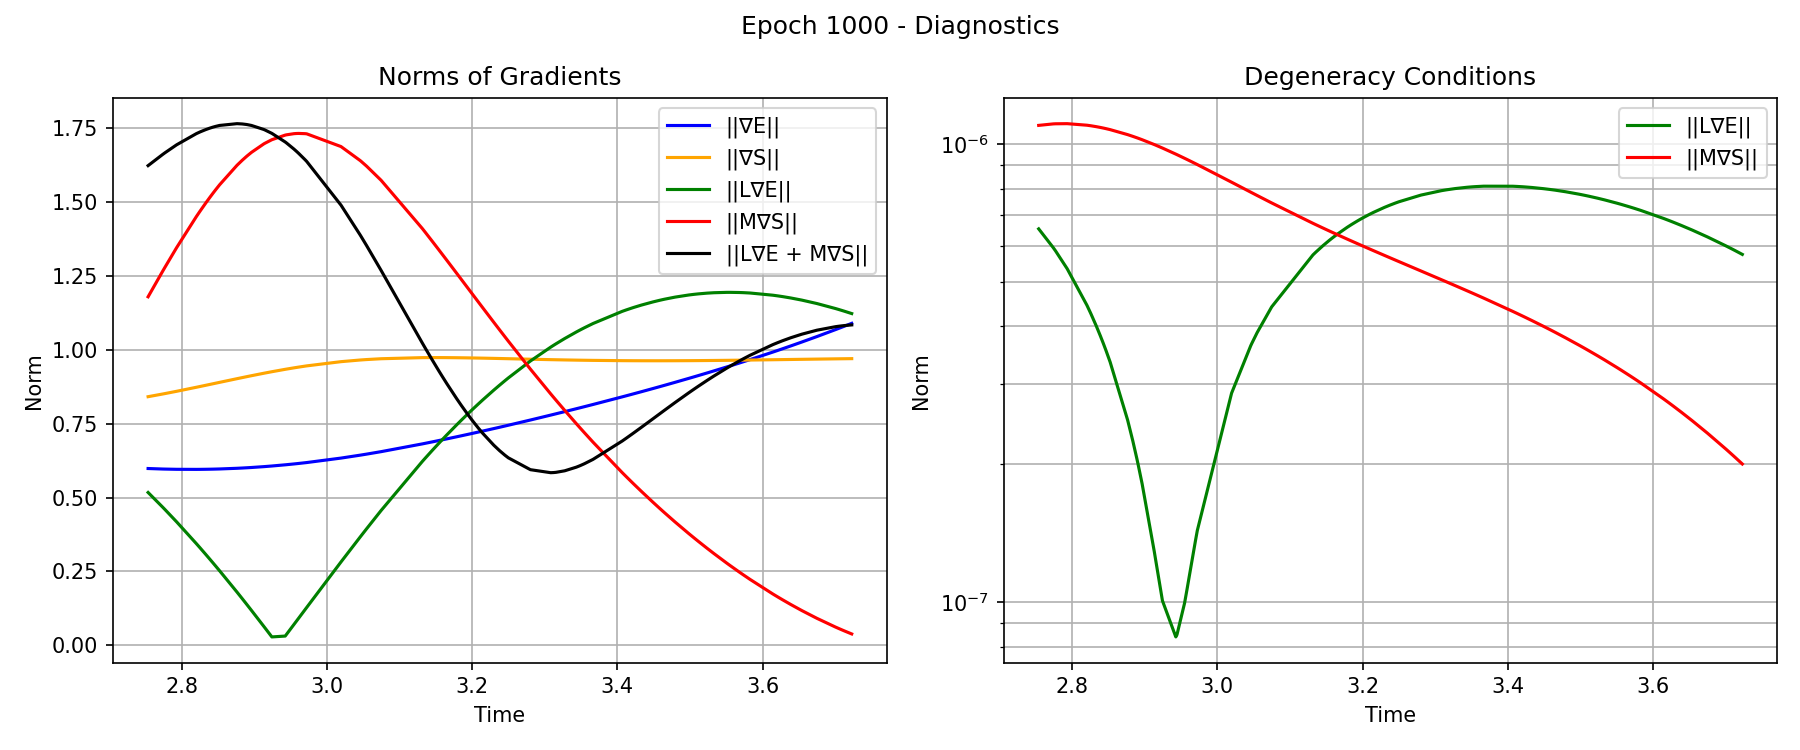 Epoch 1000 - Diagnostics
Norms of Gradients
Norm
1.75
1.50
1.25
1.00
0.75
0.50
0.25
0.00
2.8
3.0
3.2
3.4
3.6
Time
||∇E||
||∇S||
||L∇E||
||M∇S||
||L∇E + M∇S||
Degeneracy Conditions
Norm
10⁻⁶
10⁻⁷
2.8
3.0
3.2
3.4
3.6
Time
||L∇E||
||M∇S||